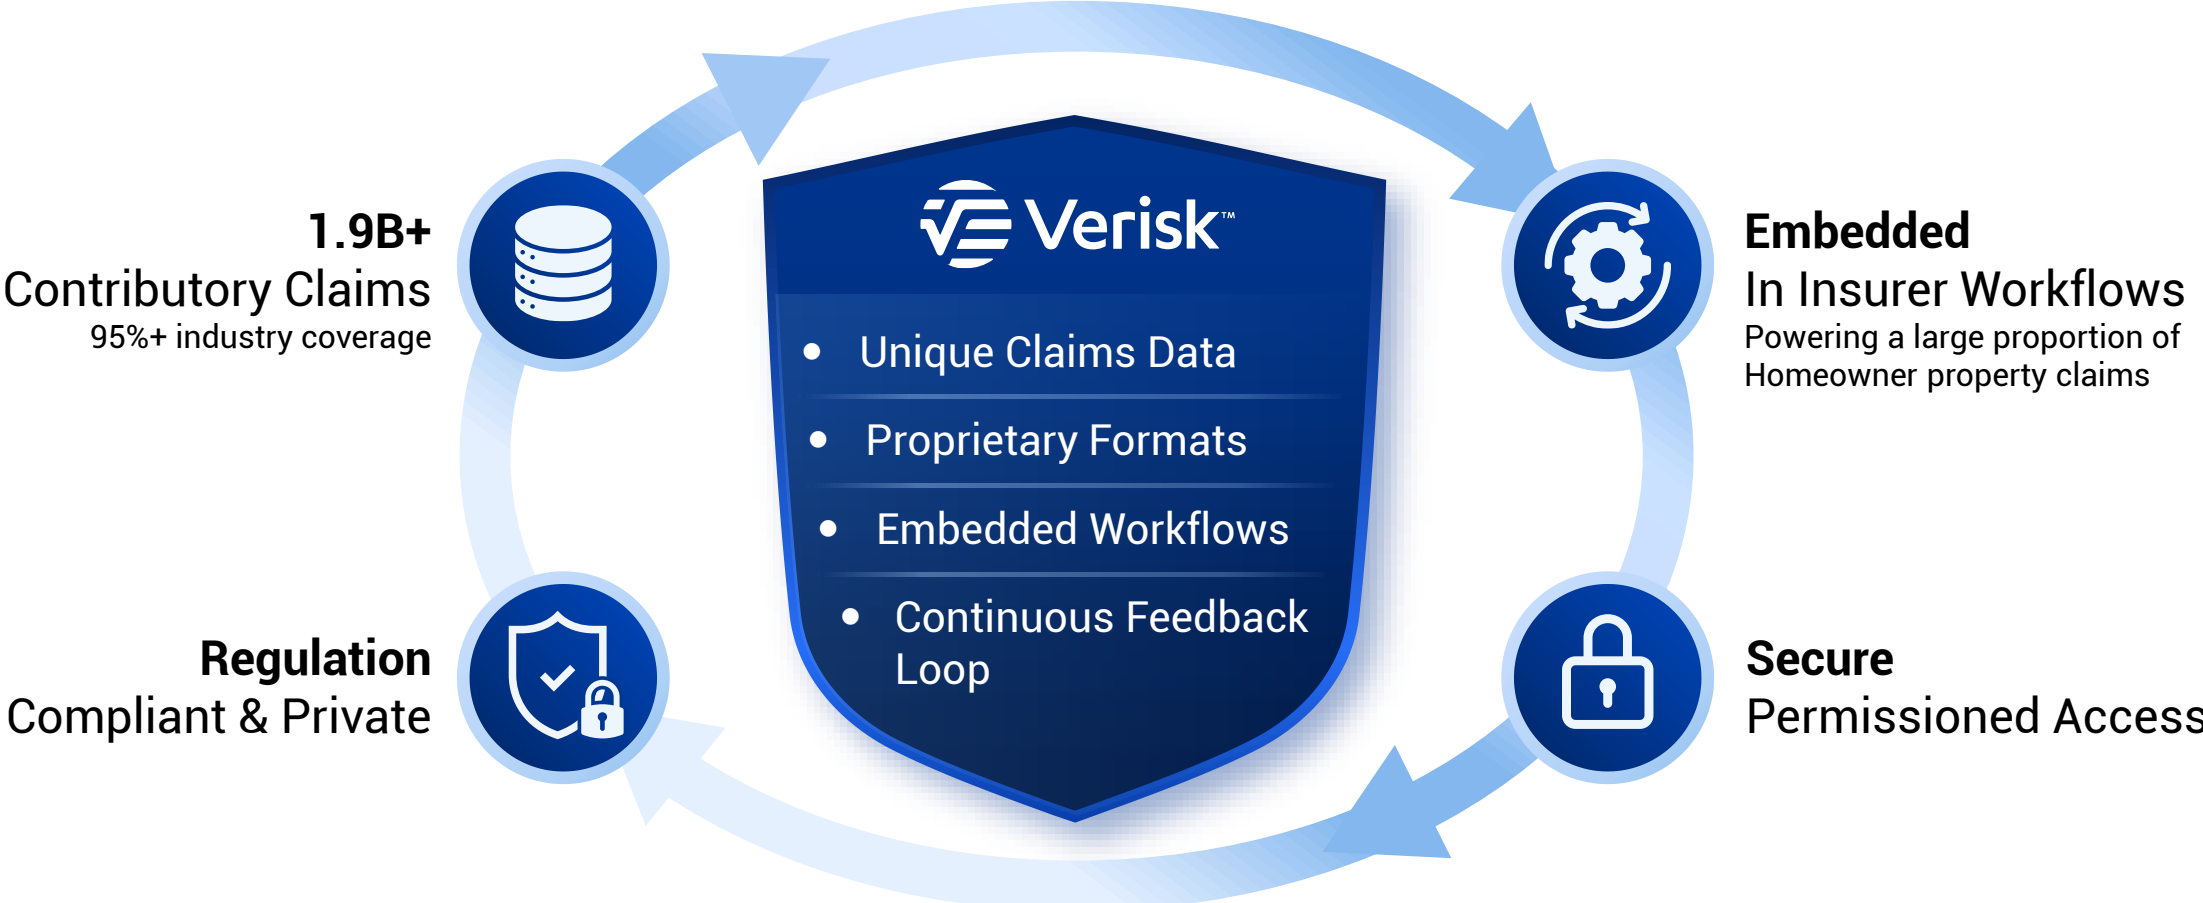 1.9B+
Contributory Claims
95%+ industry coverage
Verisk™
• Unique Claims Data
• Proprietary Formats
• Embedded Workflows
• Continuous Feedback
Loop
Embedded
In Insurer Workflows
Powering a large proportion of
Homeowner property claims
Regulation
Compliant & Private
Secure
Permissioned Access